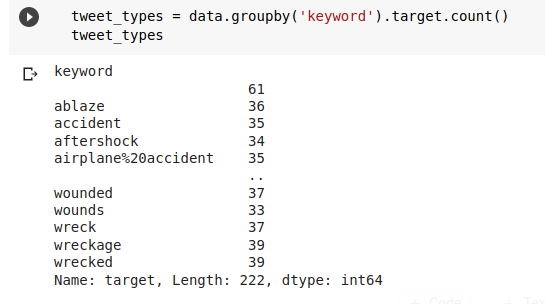 tweet_types = data.groupby('keyword').target.count()
tweet_types
keyword
61
ablaze 36
accident 35
aftershock 34
airplane%20accident 35
..
wounded 37
wounds 33
wreck 37
wreckage 39
wrecked 39
Name: target, Length: 222, dtype: int64
+ Code + Tex